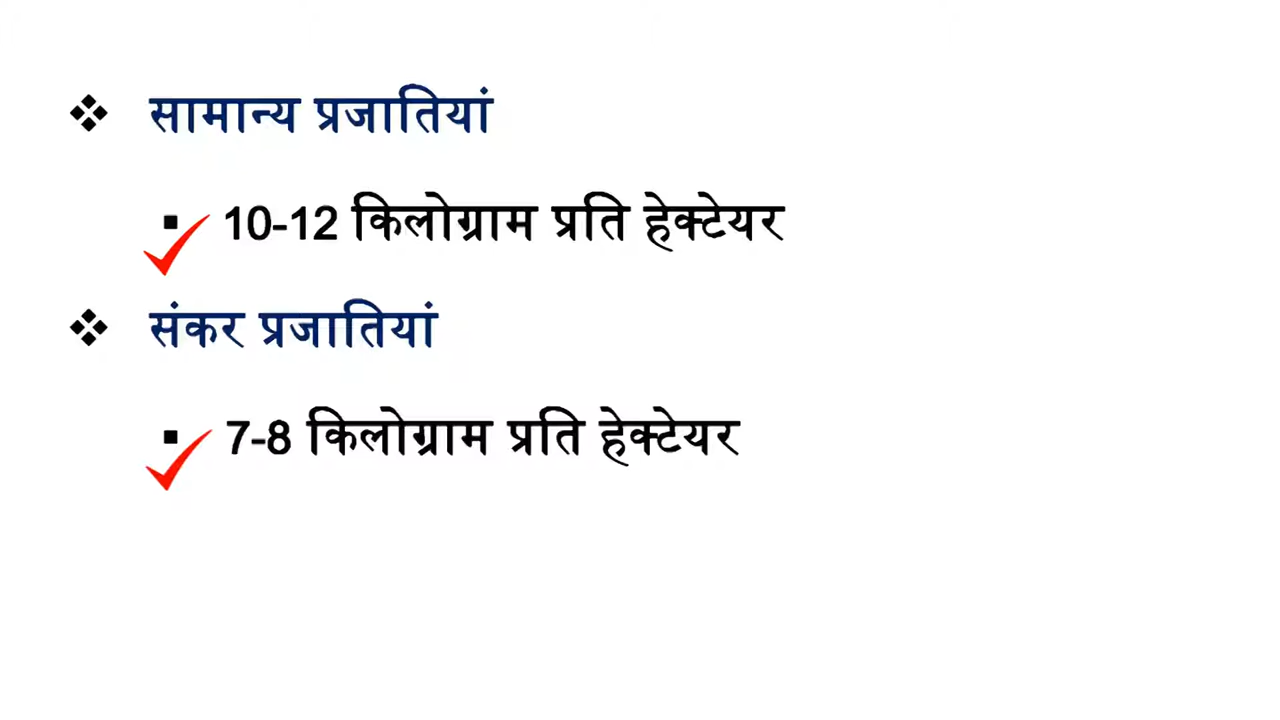 सामान्य प्रजातियां
10-12 किलोग्राम प्रति हेक्टेयर
संकर प्रजातियां
7-8 किलोग्राम प्रति हेक्टेयर